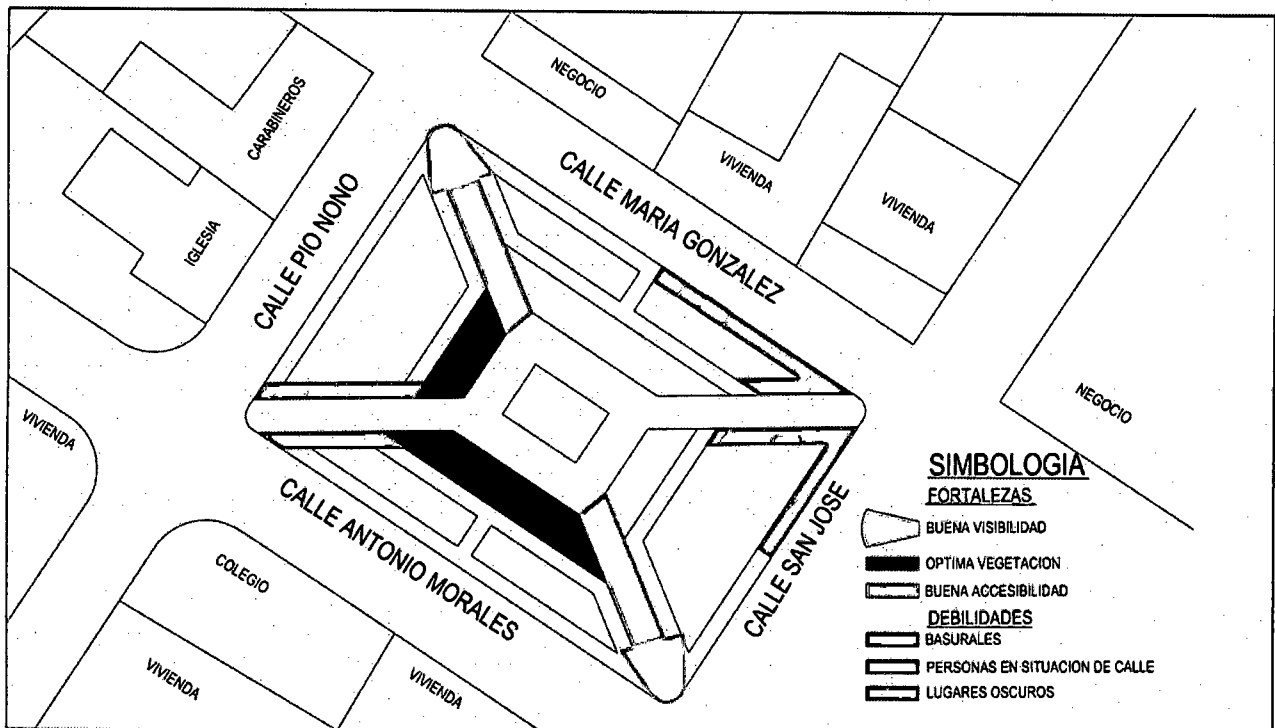 NEGOCIO
CARABINEROS
CALLE MARIA GONZALEZ
VIVIENDA
VIVIENDA
IGLESIA
CALLE PIO NONO
NEGOCIO
VIVIENDA
CALLE ANTONIO MORALES
CALLE SAN JOSE
COLEGIO
VIVIENDA
VIVIENDA
SIMBOLOGIA
FORTALEZAS
BUENA VISIBILIDAD
OPTIMA VEGETACION
BUENA ACCESIBILIDAD
DEBILIDADES
BASURALES
PERSONAS EN SITUACION DE CALLE
LUGARES OSCUROS